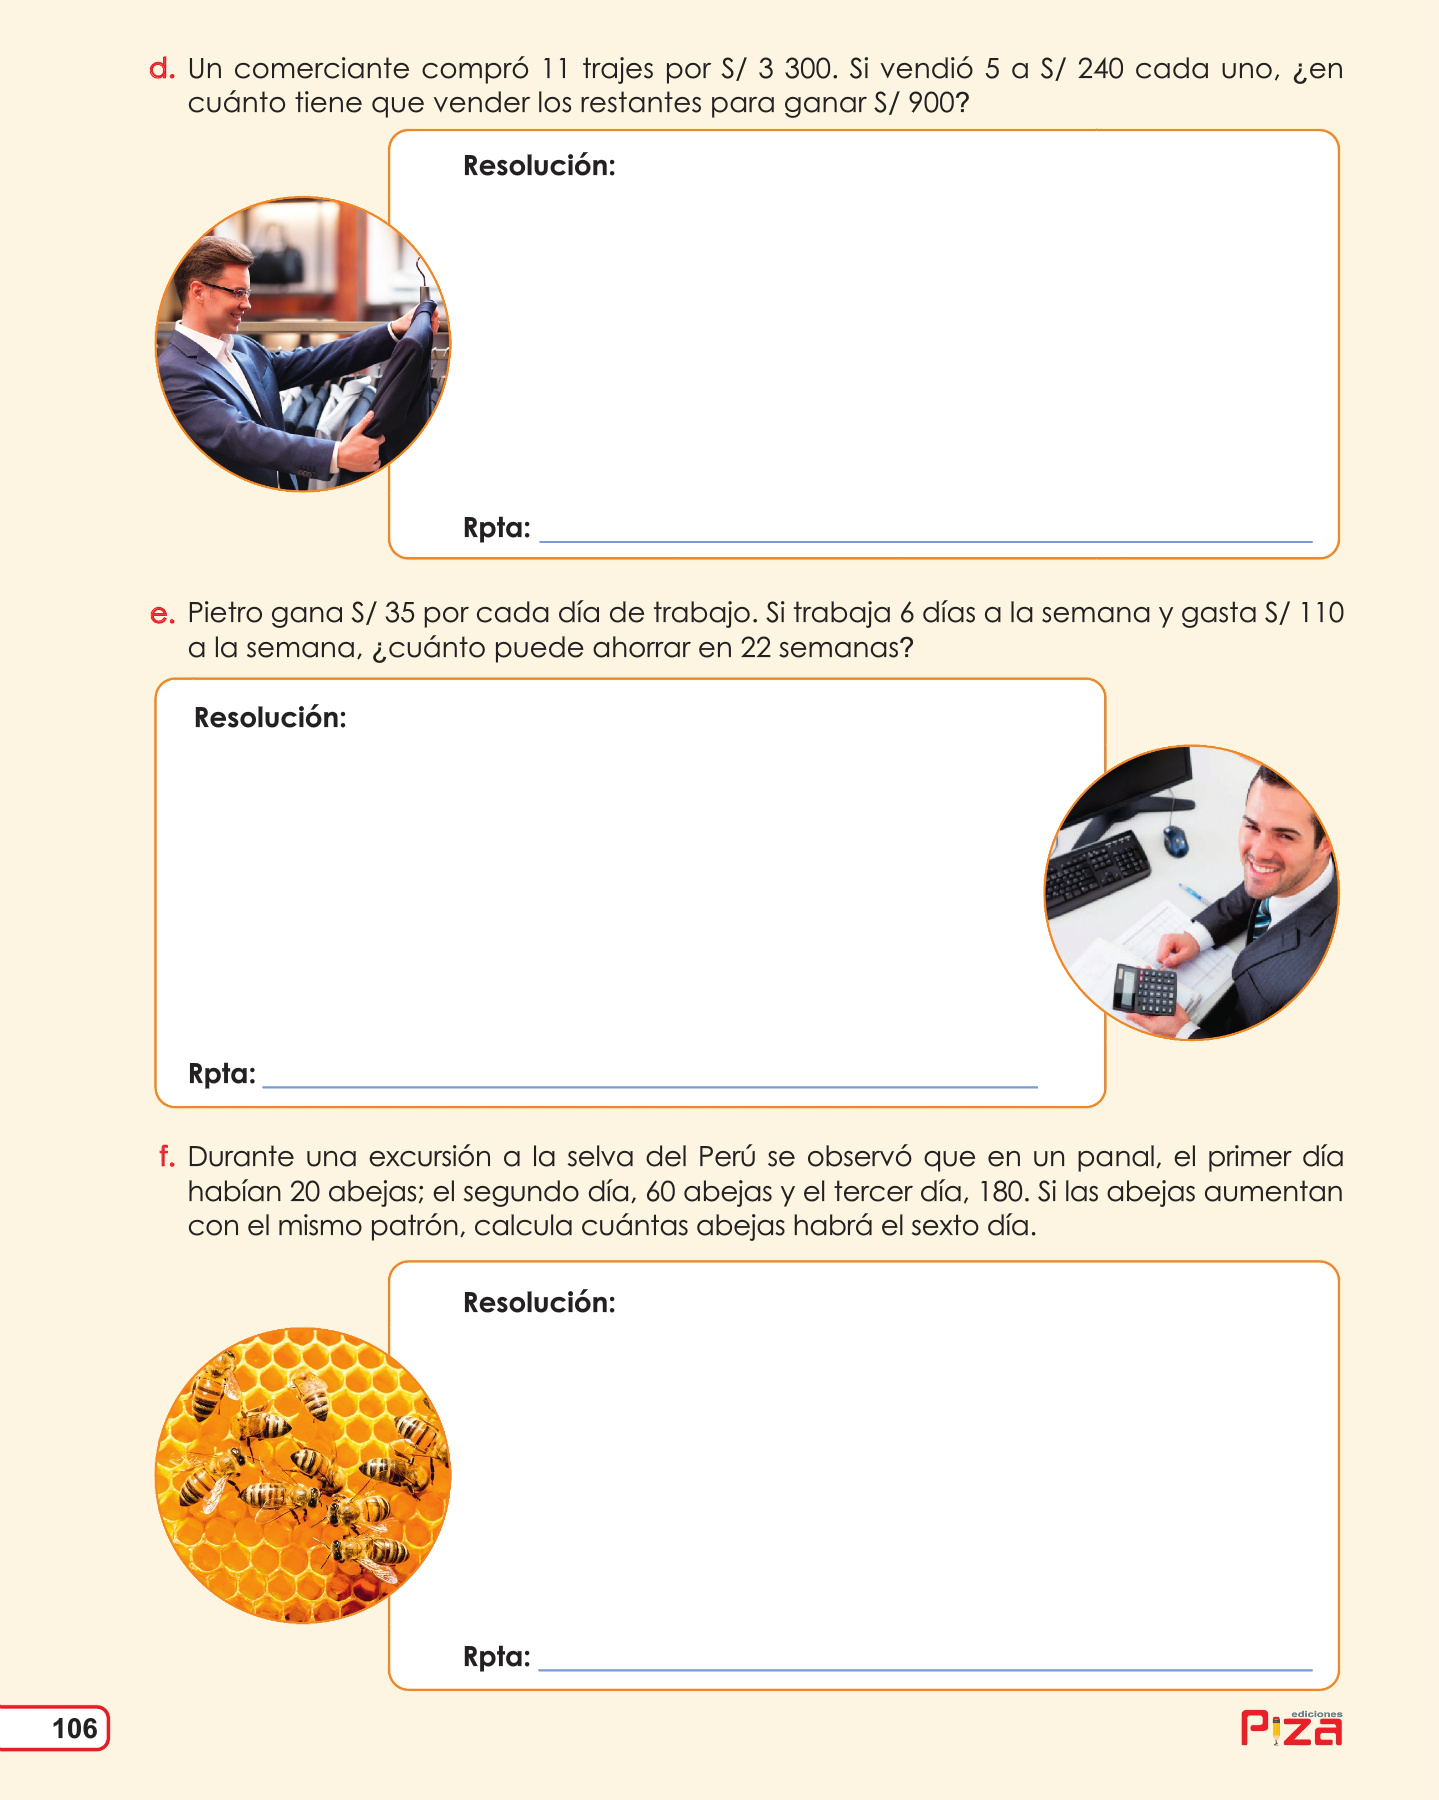 d. Un comerciante compró 11 trajes por S/ 3 300. Si vendió 5 a S/ 240 cada uno, ¿en
cuánto tiene que vender los restantes para ganar S/ 900?
Resolución:
Rpta:
e. Pietro gana S/ 35 por cada día de trabajo. Si trabaja 6 días a la semana y gasta S/ 110
a la semana, ¿cuánto puede ahorrar en 22 semanas?
Resolución:
Rpta:
f. Durante una excursión a la selva del Perú se observó que en un panal, el primer día
habían 20 abejas; el segundo día, 60 abejas y el tercer día, 180. Si las abejas aumentan
con el mismo patrón, calcula cuántas abejas habrá el sexto día.
Resolución:
Rpta:
106
ediciones
Piza